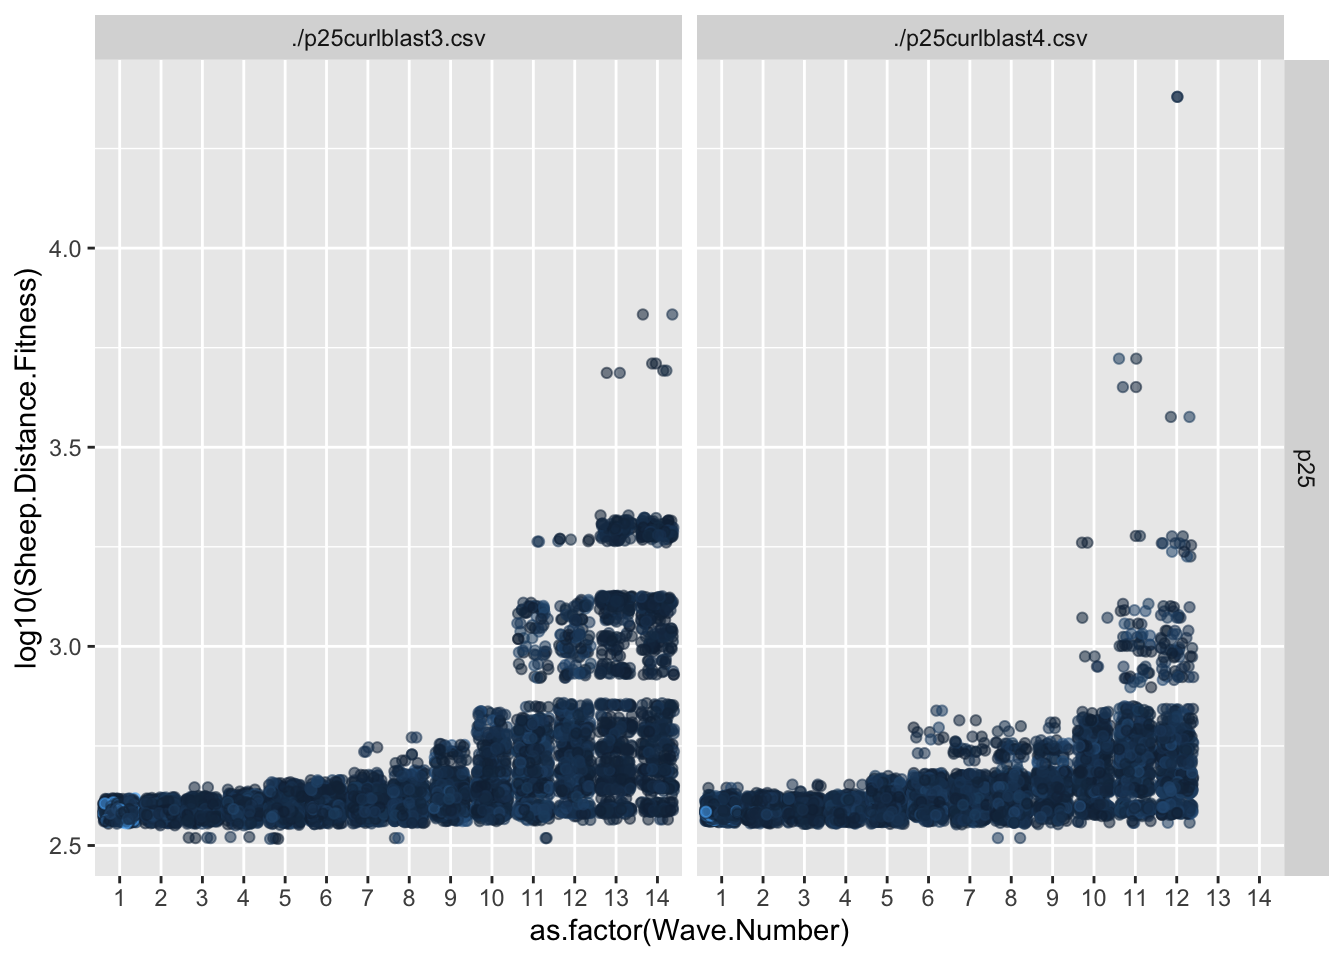 ./p25curlblast3.csv ./p25curlblast4.csv
p25
log10(Sheep.Distance.Fitness)
4.0
3.5
3.0
2.5
1 2 3 4 5 6 7 8 9 10 11 12 13 14 1 2 3 4 5 6 7 8 9 10 11 12 13 14
as.factor(Wave.Number)